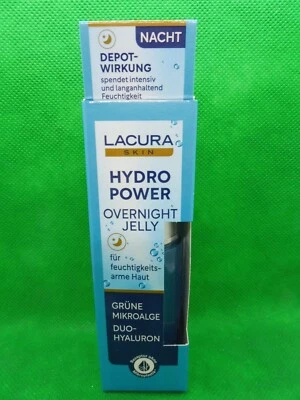 NACHT
DEPOT-
WIRKUNG
spendet intensiv
und langanhaltend
Feuchtigkeit
LACURA
SKIN
HYDRO
POWER
OVERNIGHT
JELLY
für
feuchtigkeits-
arme Haut
GRÜNE
MIKROALGE
DUO-
HYALURON